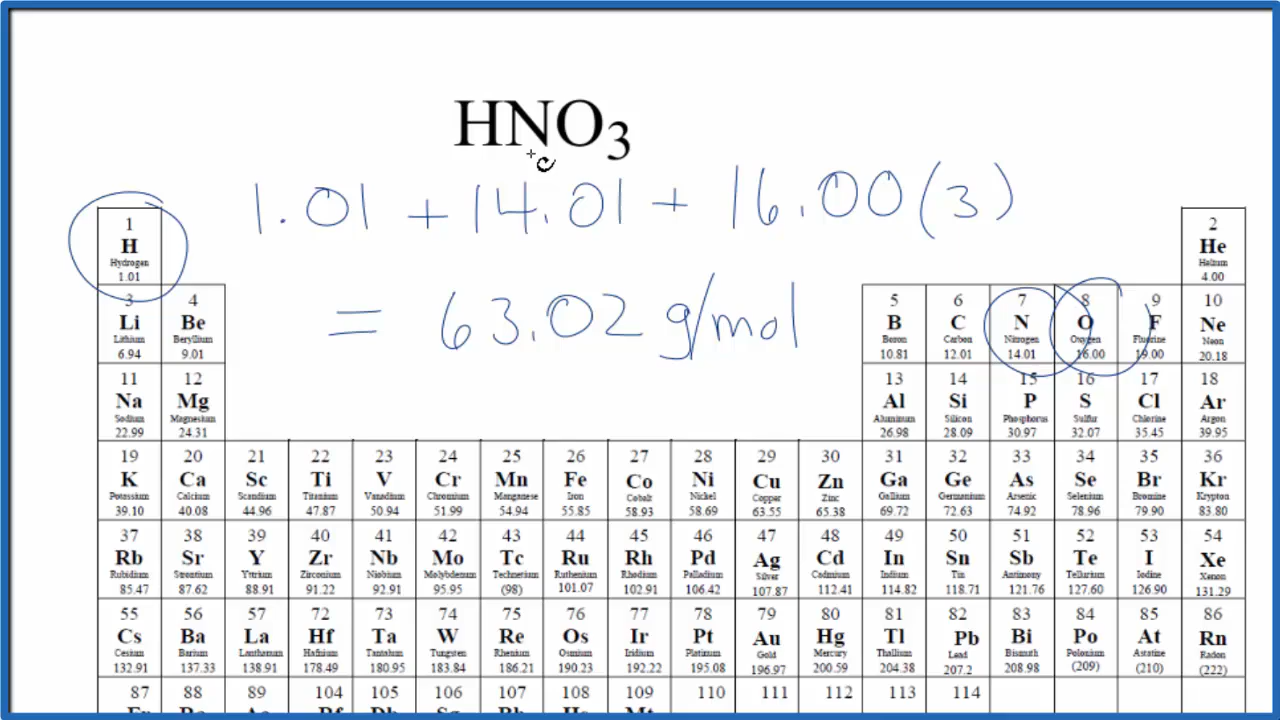 HNO3
1.01 + 14.01 + 16.00 (3)
= 63.02 g/mol
1 2
H He
Hydrogen Helium
1.01 4.00
3 4 5 6 7 8 9 10
Li Be B C N O F Ne
Lithium Beryllium Boron Carbon Nitrogen Oxygen Fluorine Neon
6.94 9.01 10.81 12.01 14.01 16.00 19.00 20.18
11 12 13 14 15 16 17 18
Na Mg Al Si P S Cl Ar
Sodium Magnesium Aluminum Silicon Phosphorus Sulfur Chlorine Argon
22.99 24.31 26.98 28.09 30.97 32.07 35.45 39.95
19 20 21 22 23 24 25 26 27 28 29 30 31 32 33 34 35 36
K Ca Sc Ti V Cr Mn Fe Co Ni Cu Zn Ga Ge As Se Br Kr
Potassium Calcium Scandium Titanium Vanadium Chromium Manganese Iron Cobalt Nickel Copper Zinc Gallium Germanium Arsenic Selenium Bromine Krypton
39.10 40.08 44.96 47.87 50.94 51.99 54.94 55.85 58.93 58.69 63.55 65.38 69.72 72.63 74.92 78.96 79.90 83.80
37 38 39 40 41 42 43 44 45 46 47 48 49 50 51 52 53 54
Rb Sr Y Zr Nb Mo Tc Ru Rh Pd Ag Cd In Sn Sb Te I Xe
Rubidium Strontium Yttrium Zirconium Niobium Molybdenum Technetium Ruthenium Rhodium Palladium Silver Cadmium Indium Tin Antimony Tellurium Iodine Xenon
85.47 87.62 88.91 91.22 92.91 95.95 (98) 101.07 102.91 106.42 107.87 112.41 114.82 118.71 121.76 127.60 126.90 131.29
55 56 57 72 73 74 75 76 77 78 79 80 81 82 83 84 85 86
Cs Ba La Hf Ta W Re Os Ir Pt Au Hg Tl Pb Bi Po At Rn
Cesium Barium Lanthanum Hafnium Tantalum Tungsten Rhenium Osmium Iridium Platinum Gold Mercury Thallium Lead Bismuth Polonium Astatine Radon
132.91 137.33 138.91 178.49 180.95 183.84 186.21 190.23 192.22 195.08 196.97 200.59 204.38 207.2 208.98 (209) (210) (222)
87 88 89 104 105 106 107 108 109 110 111 112 113 114